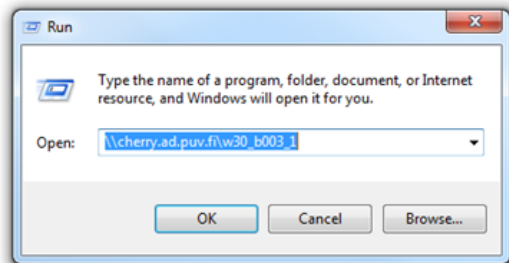 Run
Type the name of a program, folder, document, or Internet
resource, and Windows will open it for you.
Open: \\cherry.ad.puv.fi\w30_b003_1
OK Cancel Browse...